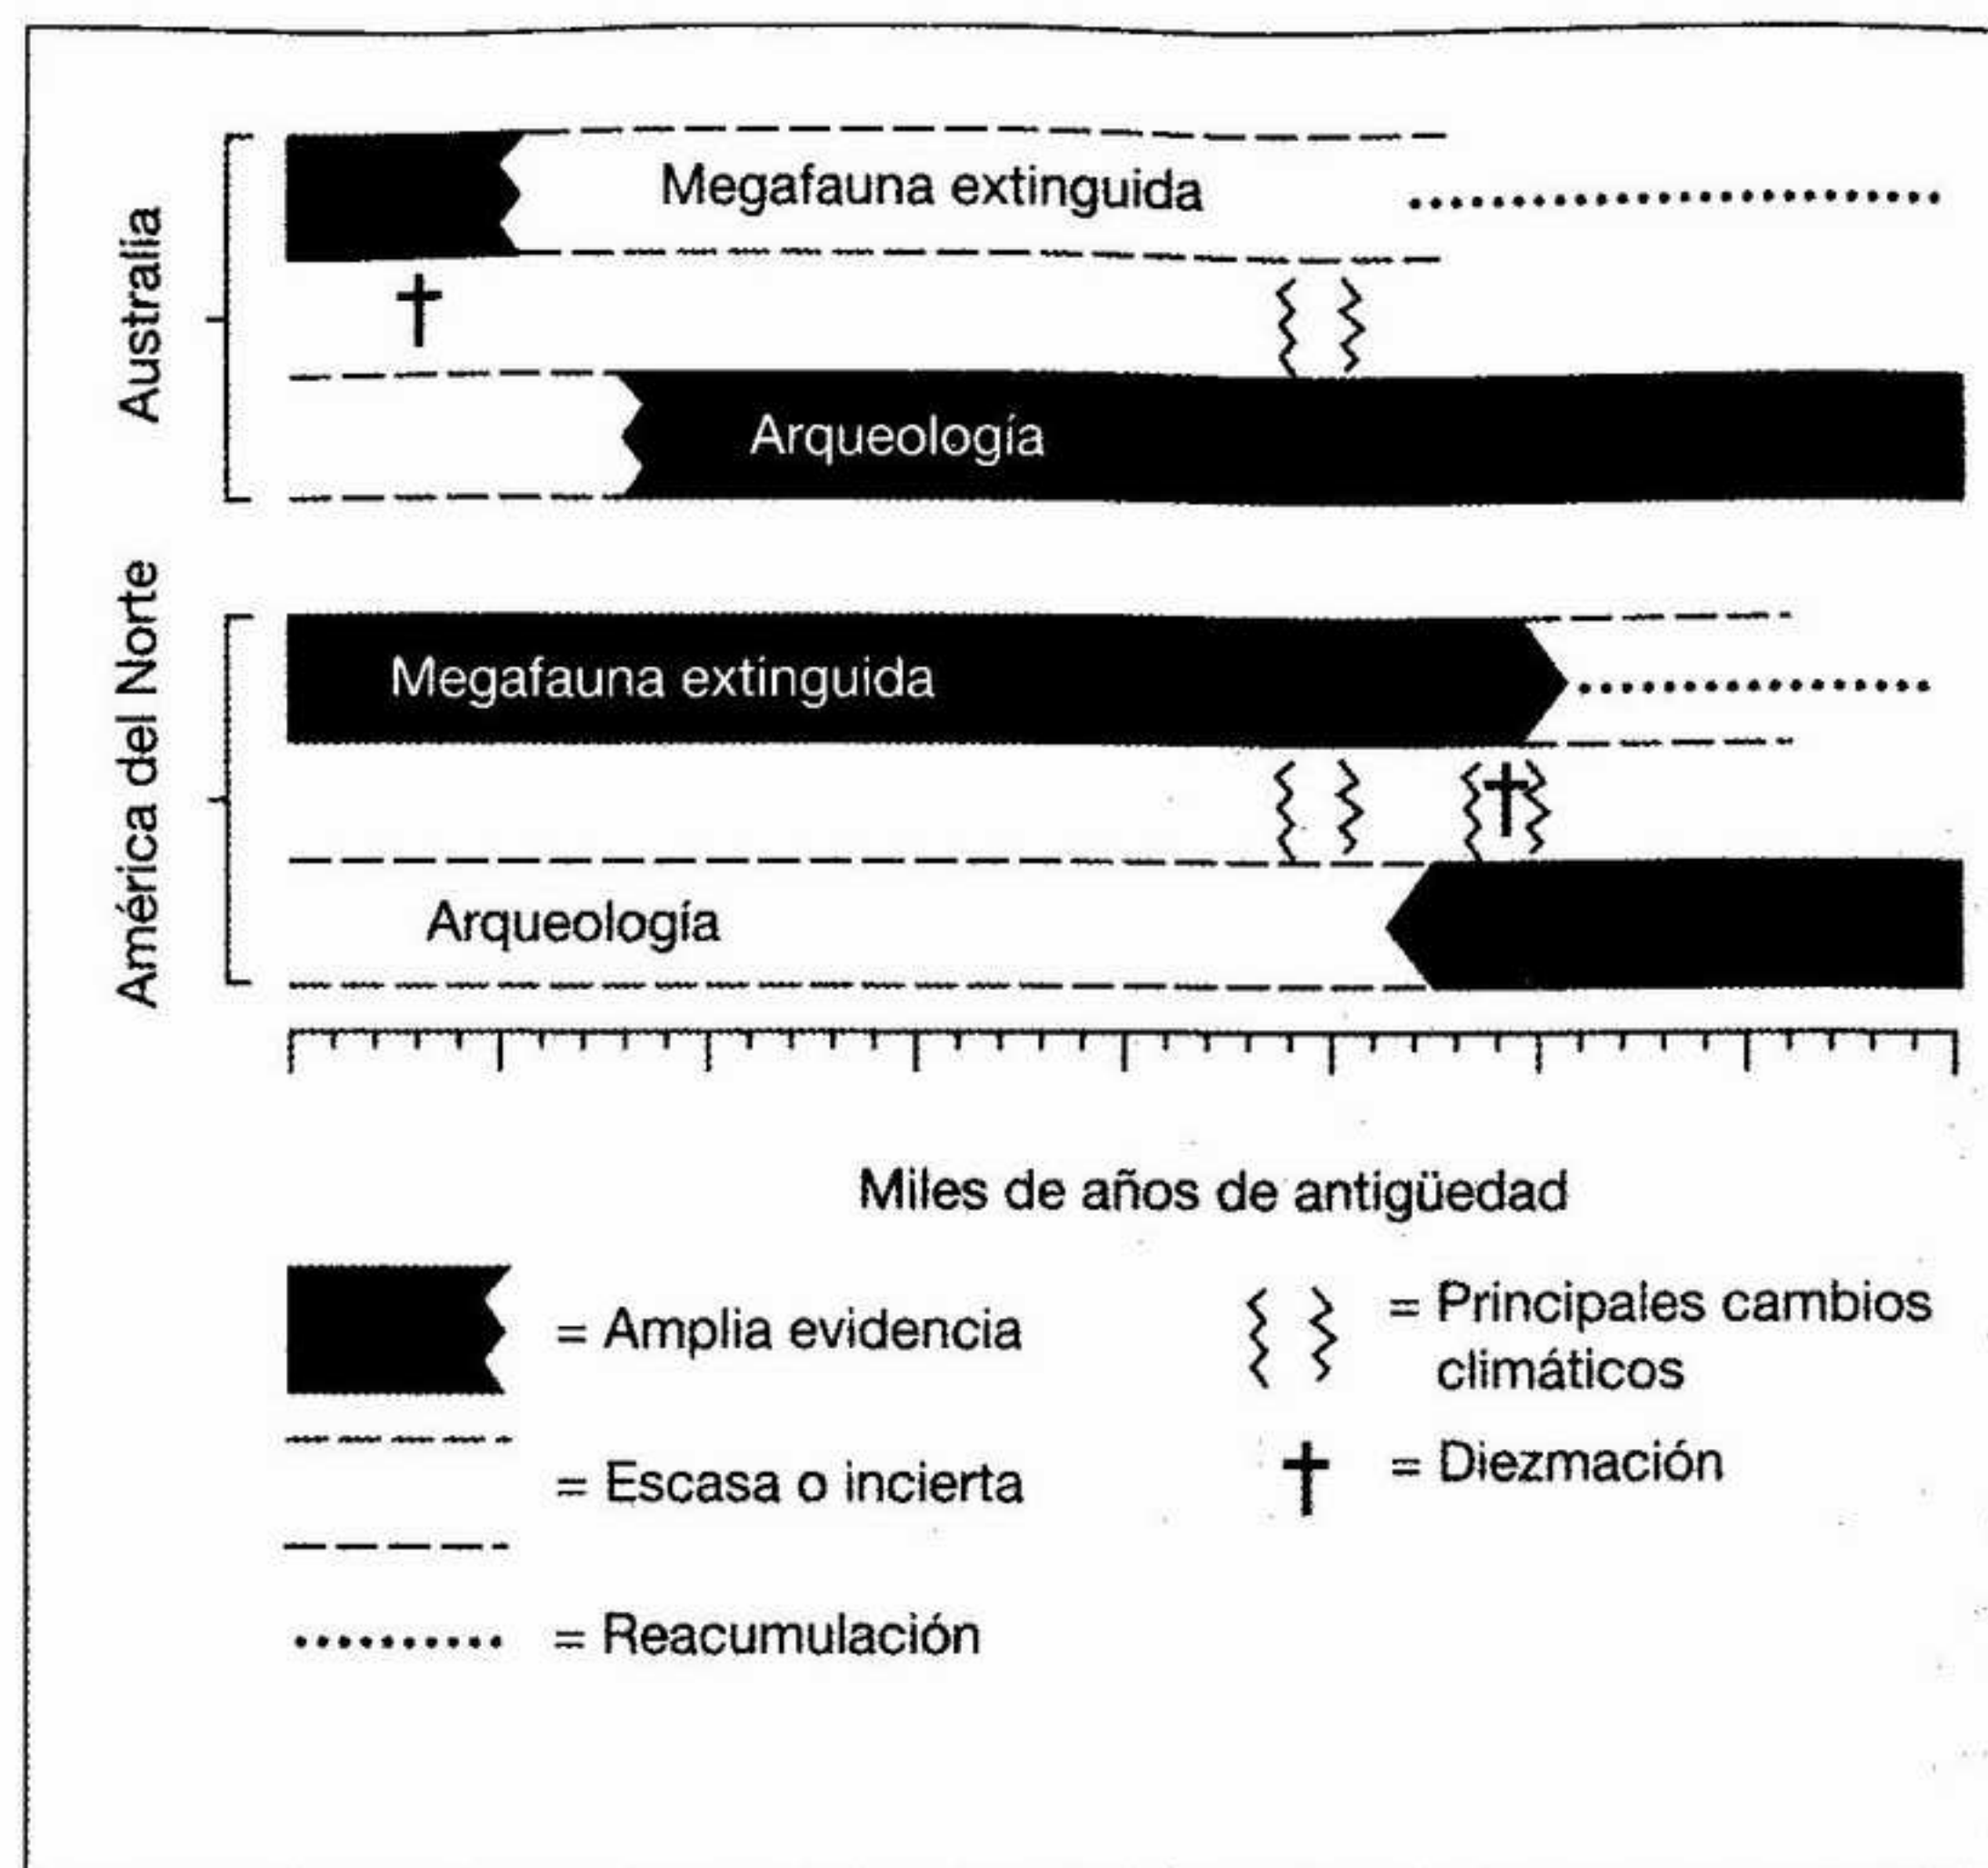 Australia
Megafauna extinguida
Arqueología
América del Norte
Megafauna extinguida
Arqueología
Miles de años de antigüedad
= Amplia evidencia
= Escasa o incierta
= Reacumulación
= Principales cambios
climáticos
= Diezmación